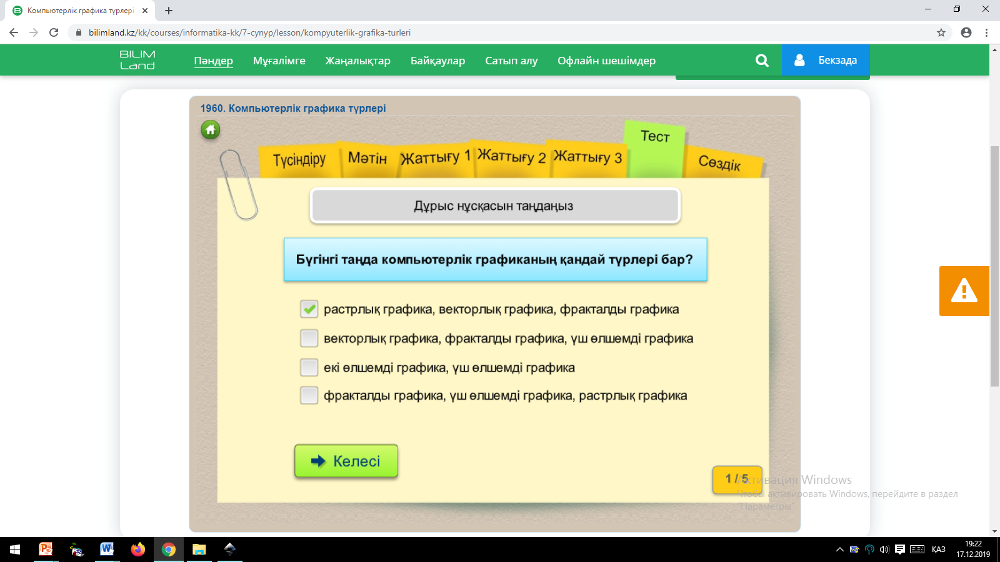 Компьютерлік графика түрлері
bilimland.kz/kk/courses/informatika-kk/7-сynyp/lesson/kompyuterlik-grafika-turleri
BILIM
Land
Пәндер
Мұғалімге
Жаңалықтар
Байқаулар
Сатып алу
Офлайн шешімдер
Бекзада
1960. Компьютерлік графика түрлері
Түсіндіру
Мәтін
Жаттығу 1
Жаттығу 2
Жаттығу 3
Тест
Сөздік
Дұрыс нұсқасын таңдаңыз
Бүгінгі таңда компьютерлік графиканың қандай түрлері бар?
растрлық графика, векторлық графика, фракталды графика
векторлық графика, фракталды графика, үш өлшемді графика
екі өлшемді графика, үш өлшемді графика
фракталды графика, үш өлшемді графика, растрлық графика
Келесі
1 / 5
Активация Windows
Чтобы активировать Windows, перейдите в раздел
"Параметры".
ҚАЗ
19:22
17.12.2019